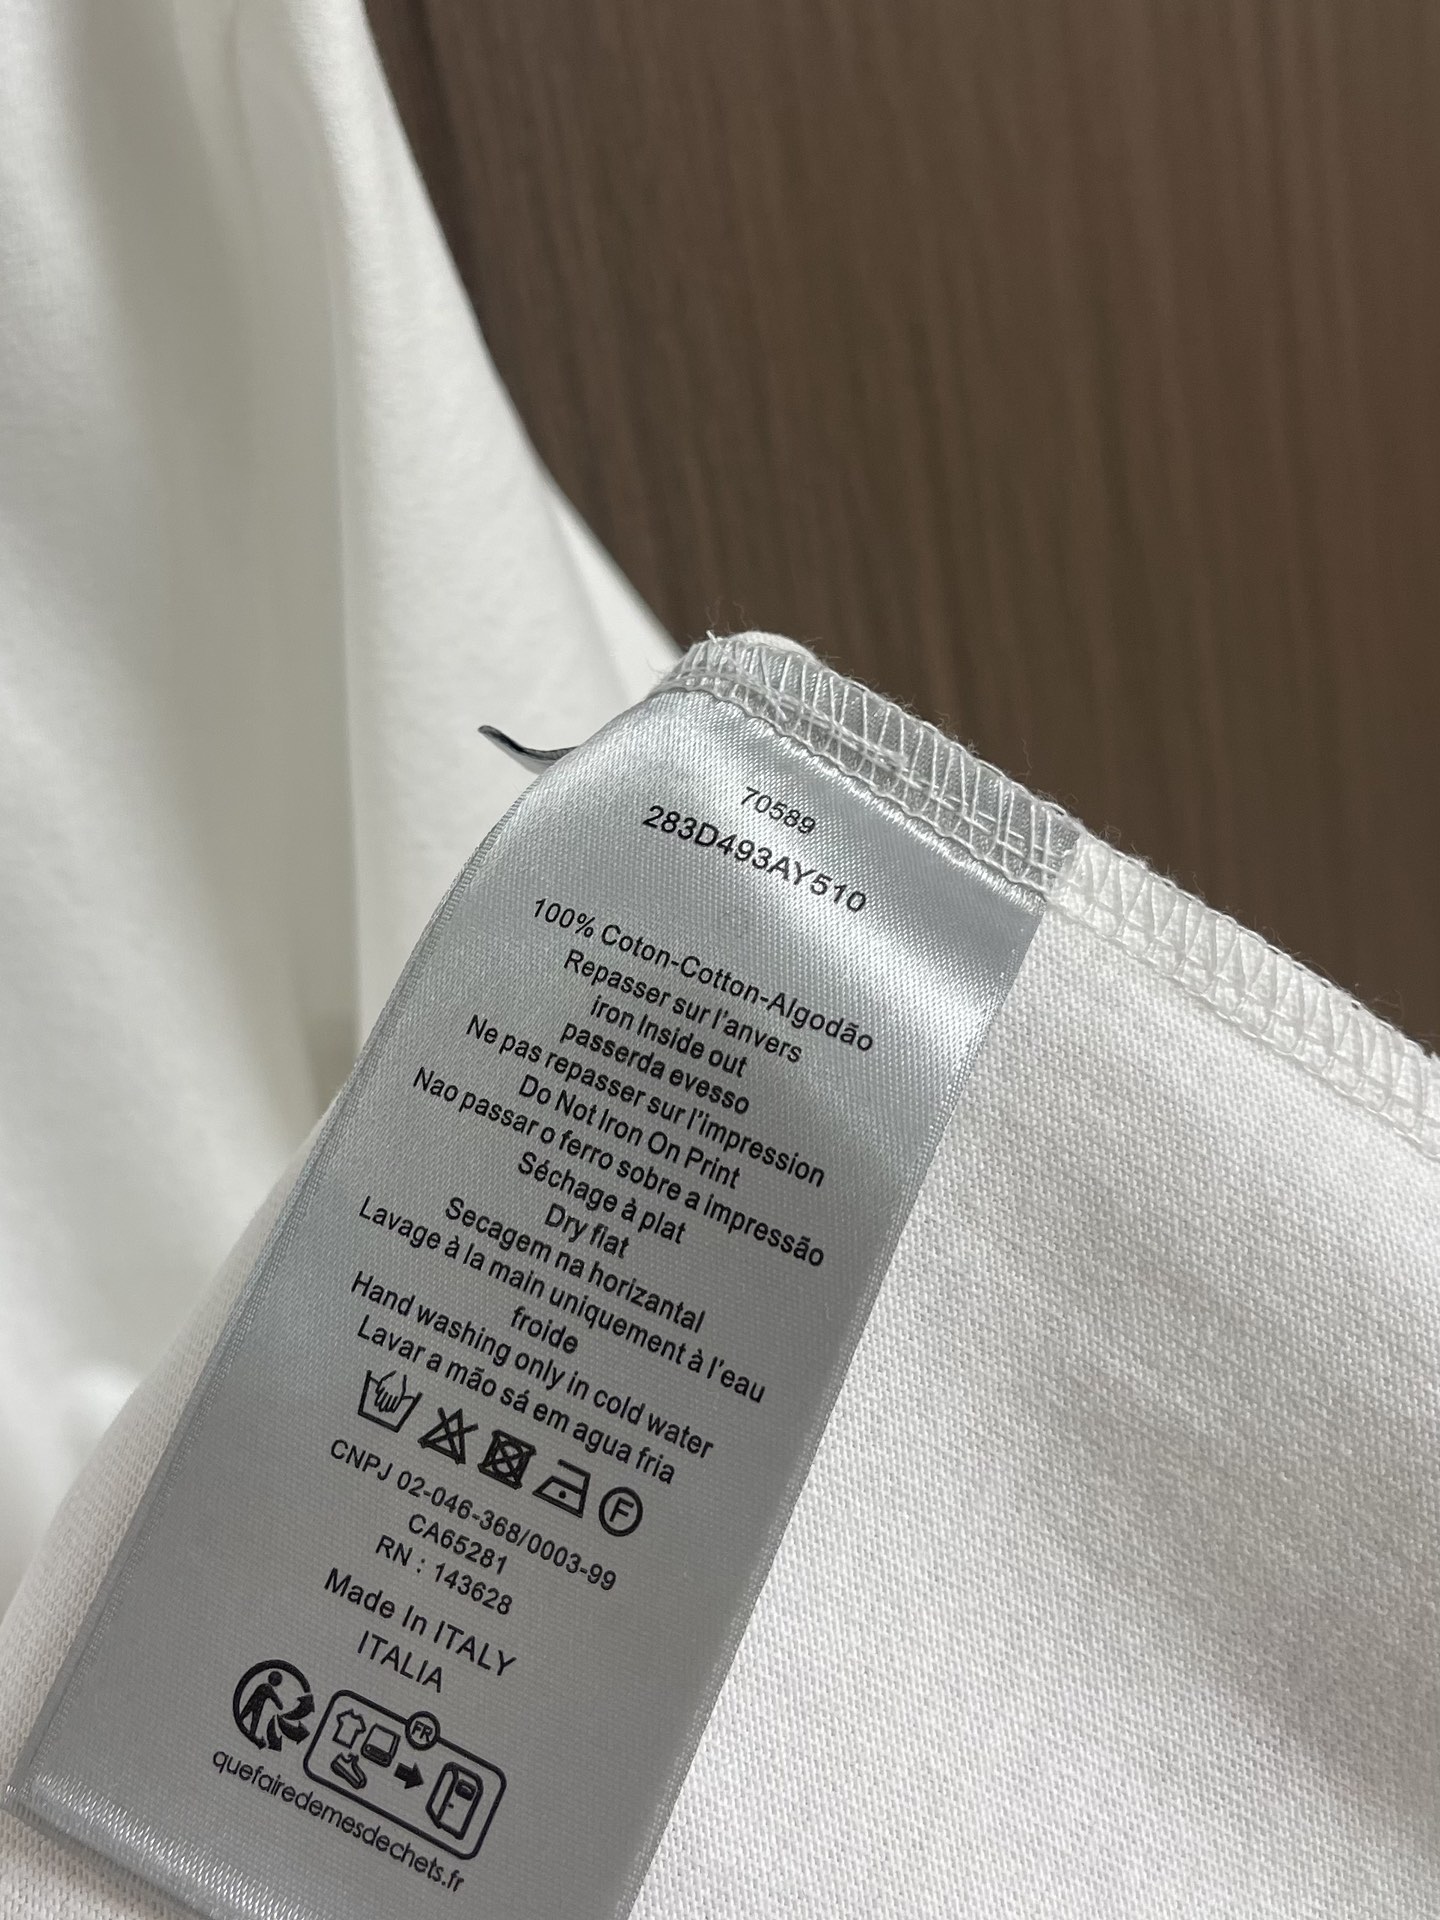 70589
283D493AY510
100% Coton-Cotton-Algodão
Repasser sur l'anvers
iron Inside out
passerda evesso
Ne pas repasser sur l'impression
Do Not Iron On Print
Nao passar o ferro sobre a impressão
Séchage à plat
Dry flat
Secagem na horizantal
Lavage à la main uniquement à l'eau
froide
Hand washing only in cold water
Lavar a mão sá em agua fria
F
CNPJ 02-046-368/0003-99
CA65281
RN : 143628
Made In ITALY
ITALIA
FR
quefairedemesdechets.fr